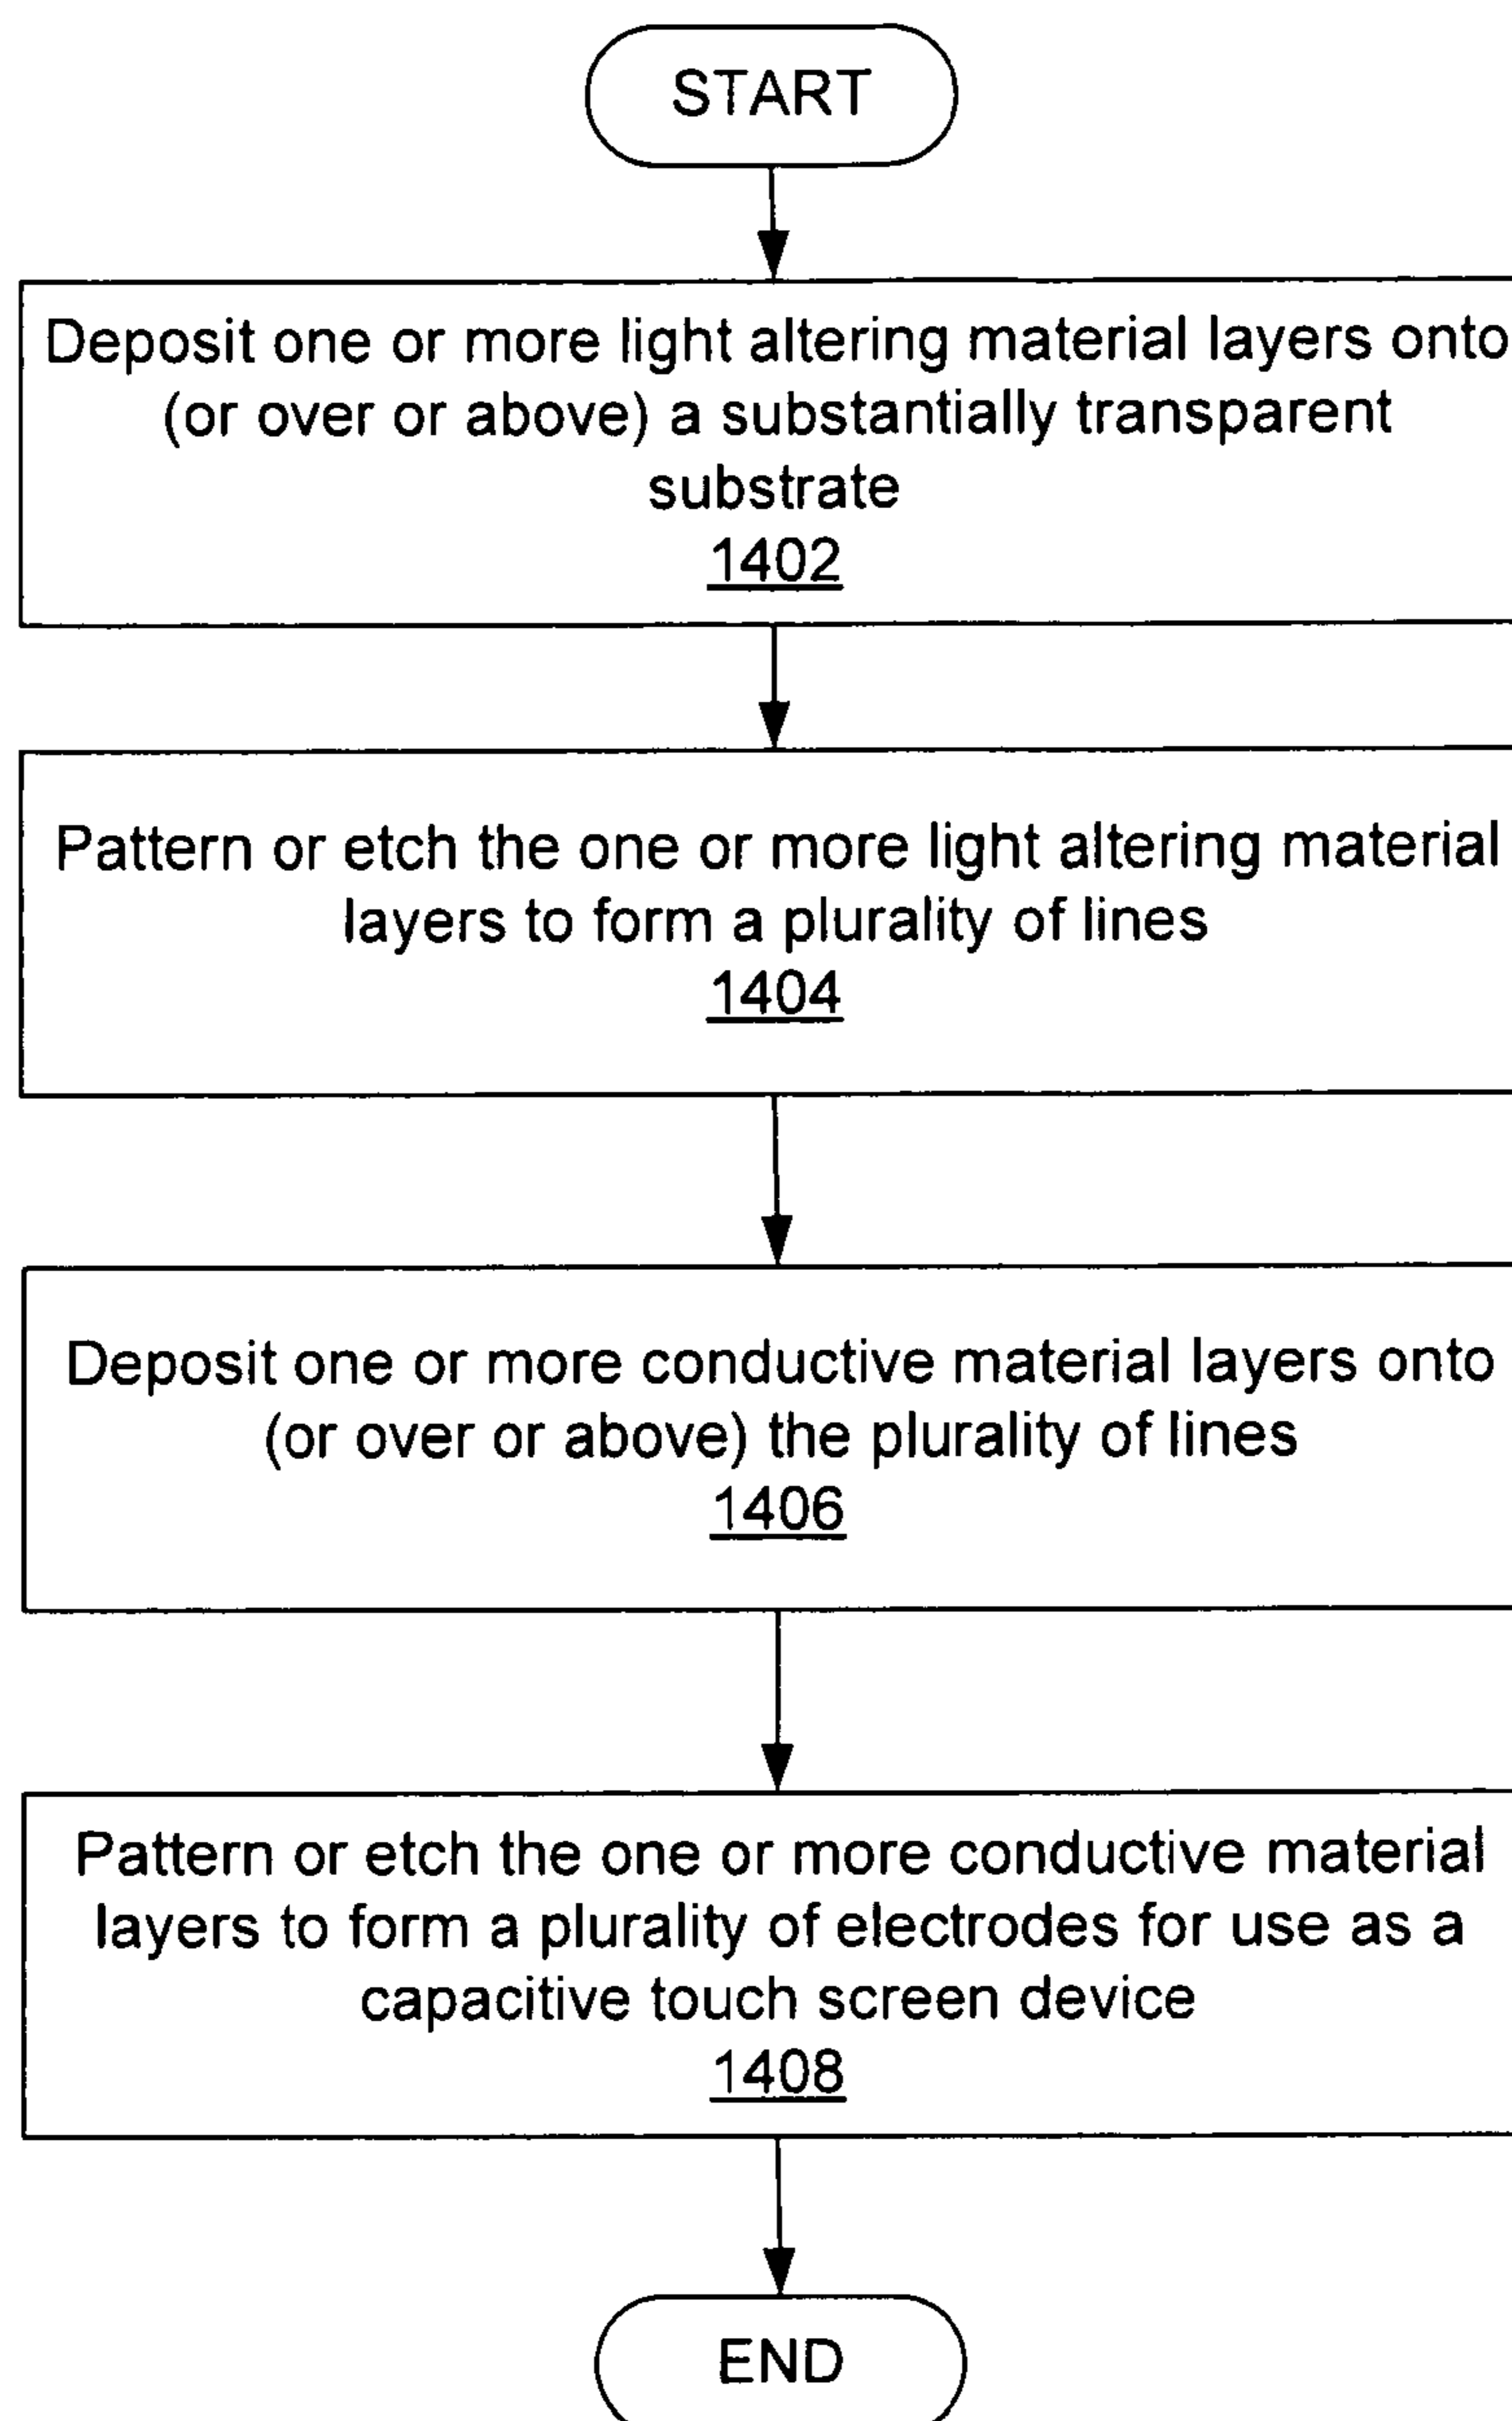 START
Deposit one or more light altering material layers onto
(or over or above) a substantially transparent
substrate
1402
Pattern or etch the one or more light altering material
layers to form a plurality of lines
1404
Deposit one or more conductive material layers onto
(or over or above) the plurality of lines
1406
Pattern or etch the one or more conductive material
layers to form a plurality of electrodes for use as a
capacitive touch screen device
1408
END